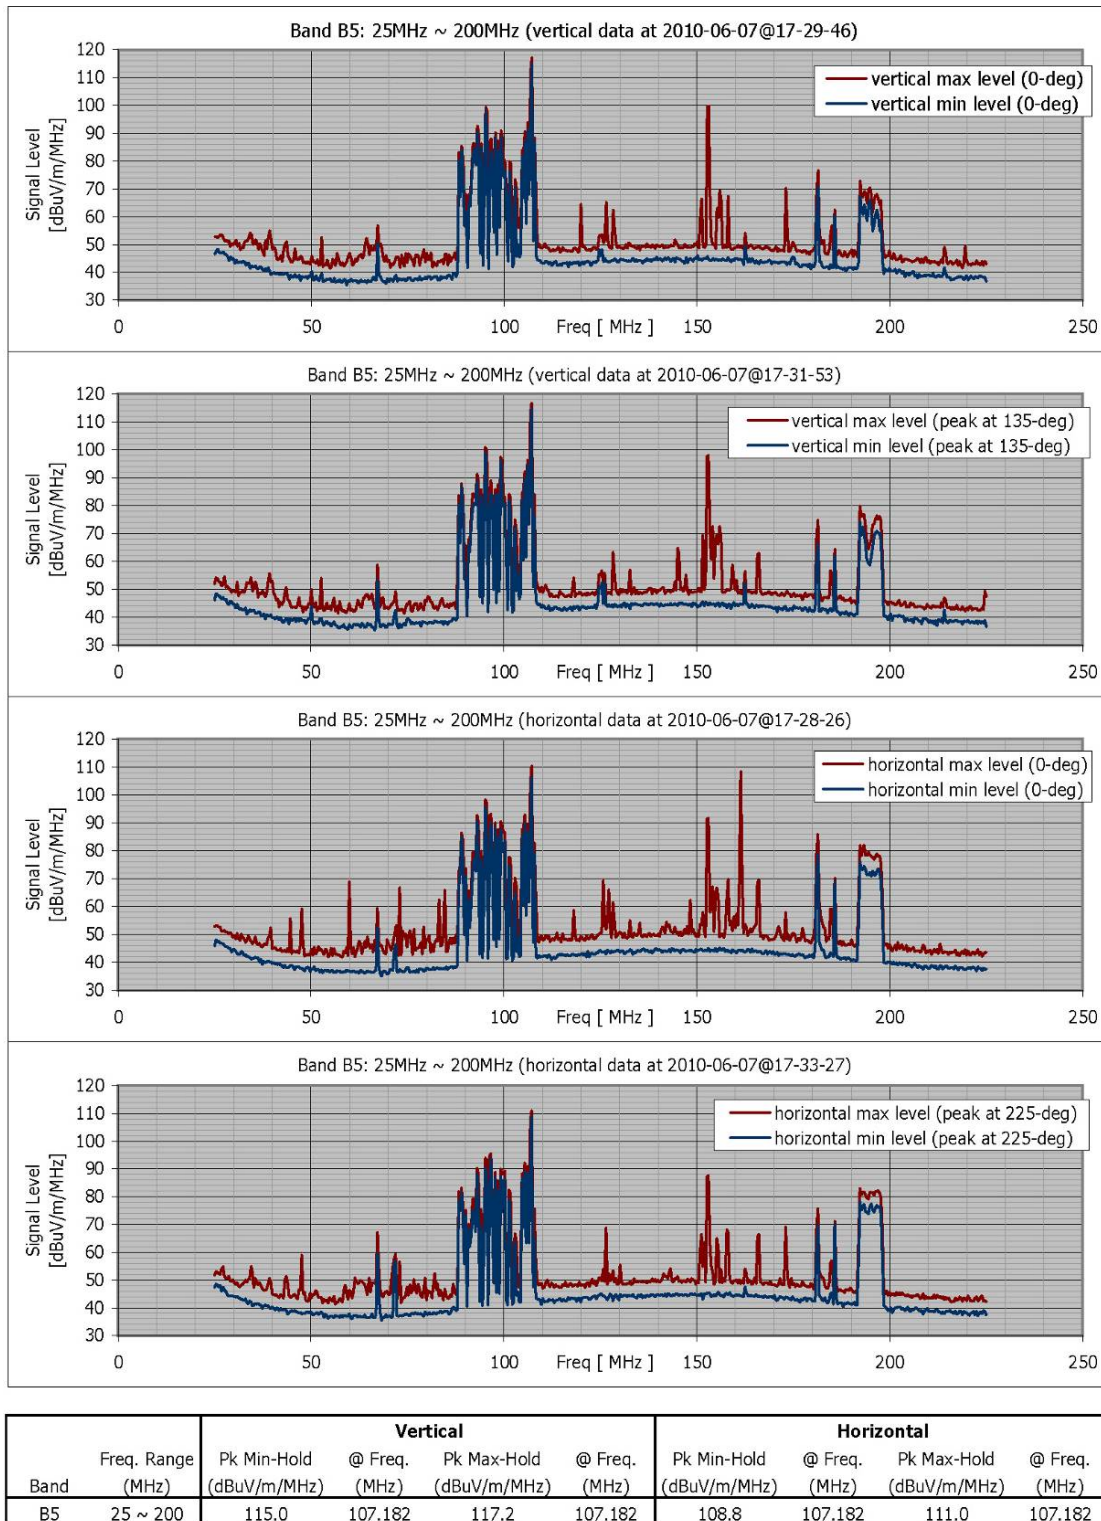 Band B5: 25MHz ~ 200MHz (vertical data at 2010-06-07@17-29-46)
120
110
100
90
80
70
60
50
40
30
Signal Level
[dBuV/m/MHz]
vertical max level (0-deg)
vertical min level (0-deg)
0 50 100 Freq [ MHz ] 150 200 250
Band B5: 25MHz ~ 200MHz (vertical data at 2010-06-07@17-31-53)
120
110
100
90
80
70
60
50
40
30
Signal Level
[dBuV/m/MHz]
vertical max level (peak at 135-deg)
vertical min level (peak at 135-deg)
0 50 100 Freq [ MHz ] 150 200 250
Band B5: 25MHz ~ 200MHz (horizontal data at 2010-06-07@17-28-26)
120
110
100
90
80
70
60
50
40
30
Signal Level
[dBuV/m/MHz]
horizontal max level (0-deg)
horizontal min level (0-deg)
0 50 100 Freq [ MHz ] 150 200 250
Band B5: 25MHz ~ 200MHz (horizontal data at 2010-06-07@17-33-27)
120
110
100
90
80
70
60
50
40
30
Signal Level
[dBuV/m/MHz]
horizontal max level (peak at 225-deg)
horizontal min level (peak at 225-deg)
0 50 100 Freq [ MHz ] 150 200 250
Vertical Horizontal
Freq. Range Pk Min-Hold @ Freq. Pk Max-Hold @ Freq. Pk Min-Hold @ Freq. Pk Max-Hold @ Freq.
Band (MHz) (dBuV/m/MHz) (MHz) (dBuV/m/MHz) (MHz) (dBuV/m/MHz) (MHz) (dBuV/m/MHz) (MHz)
B5 25 ~ 200 115.0 107.182 117.2 107.182 108.8 107.182 111.0 107.182